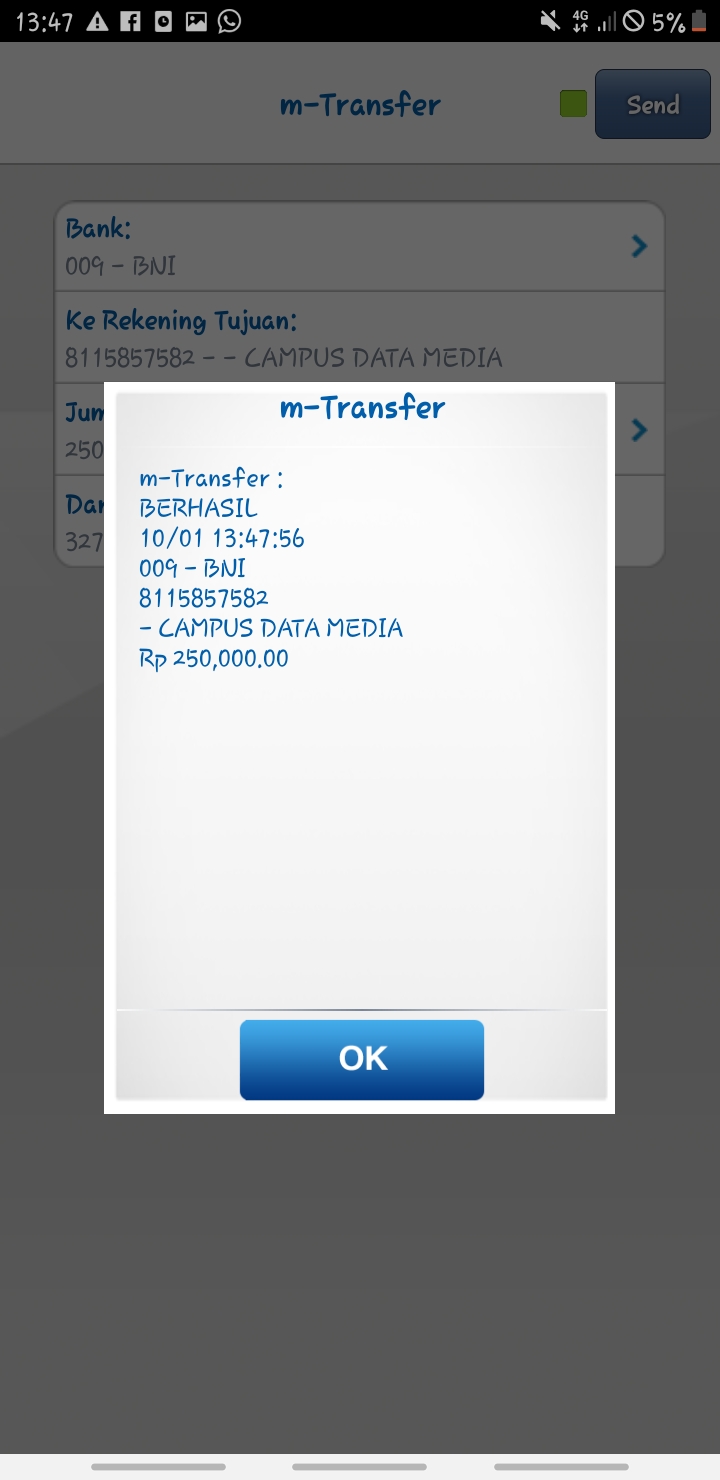 13:47
4G
5%
m-Transfer
Send
Bank:
009 - BNI
Ke Rekening Tujuan:
8115857582 - - CAMPUS DATA MEDIA
Jum
250
Dar
327
m-Transfer
m-Transfer :
BERHASIL
10/01 13:47:56
009 - BNI
8115857582
- CAMPUS DATA MEDIA
Rp 250,000.00
OK